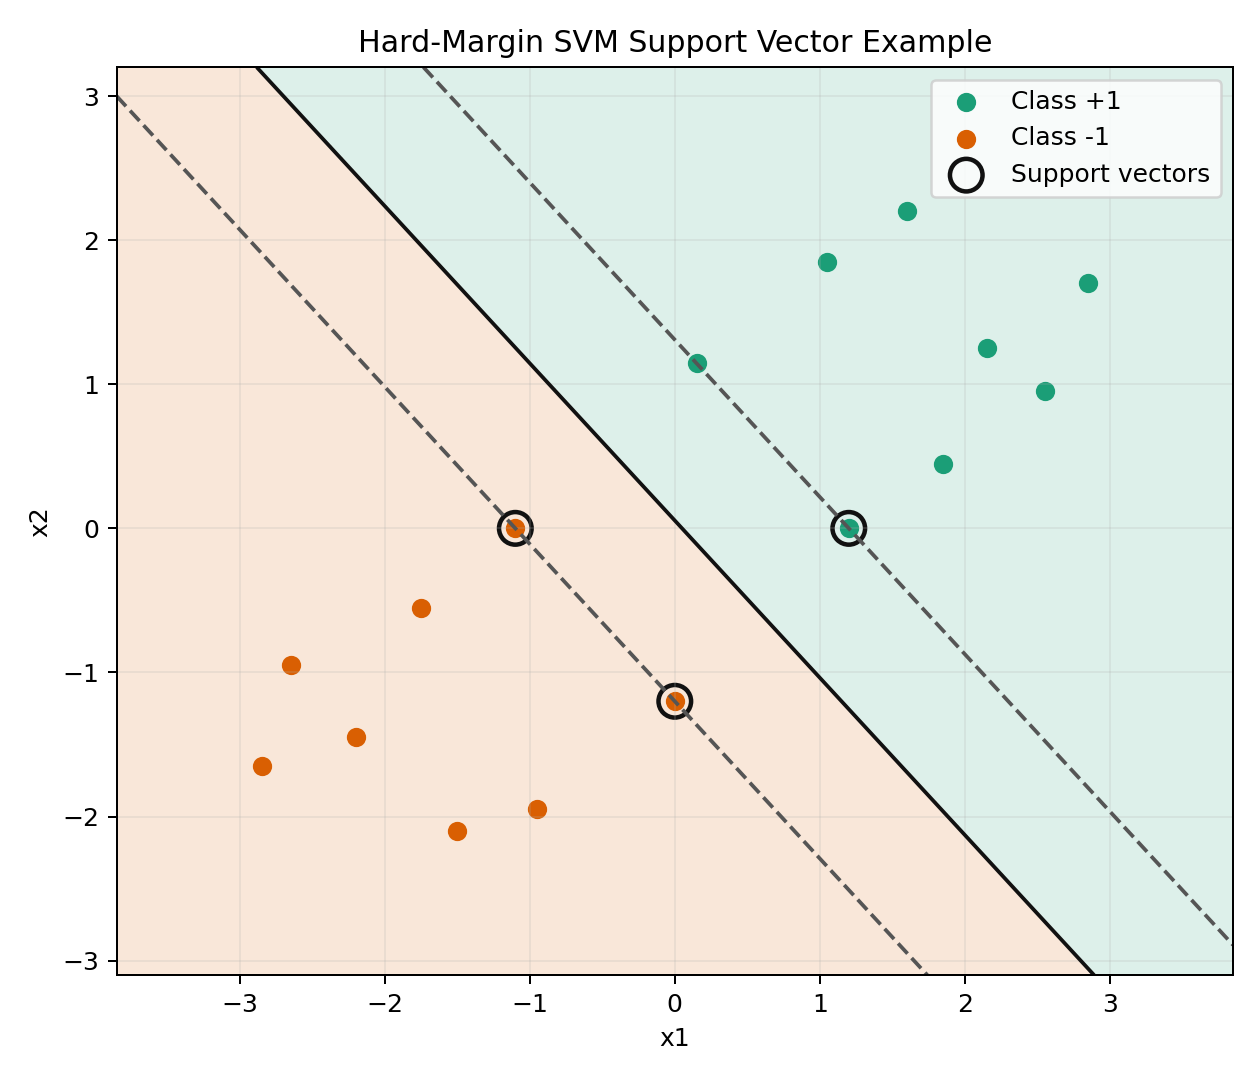 Hard-Margin SVM Support Vector Example
Class +1
Class -1
Support vectors
3
2
1
0
−1
−2
−3
x2
−3
−2
−1
0
1
2
3
x1